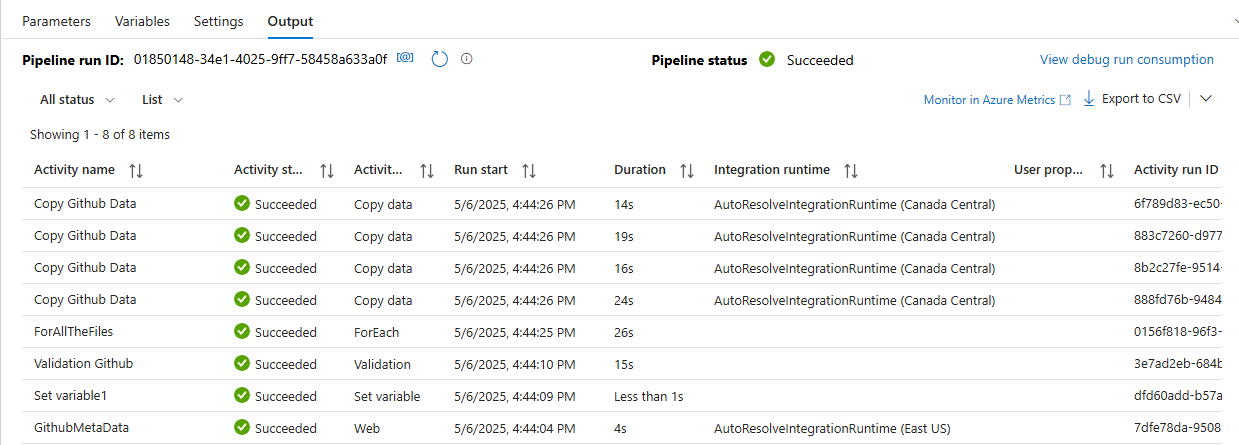 Parameters Variables Settings Output
Pipeline run ID: 01850148-34e1-4025-9ff7-58458a633a0f [@] Pipeline status Succeeded View debug run consumption
All status List Monitor in Azure Metrics Export to CSV
Showing 1 - 8 of 8 items
Activity name Activity st... Activit... Run start Duration Integration runtime User prop... Activity run ID
Copy Github Data Succeeded Copy data 5/6/2025, 4:44:26 PM 14s AutoResolveIntegrationRuntime (Canada Central) 6f789d83-ec50-
Copy Github Data Succeeded Copy data 5/6/2025, 4:44:26 PM 19s AutoResolveIntegrationRuntime (Canada Central) 883c7260-d977
Copy Github Data Succeeded Copy data 5/6/2025, 4:44:26 PM 16s AutoResolveIntegrationRuntime (Canada Central) 8b2c27fe-9514-
Copy Github Data Succeeded Copy data 5/6/2025, 4:44:26 PM 24s AutoResolveIntegrationRuntime (Canada Central) 888fd76b-9484
ForAllTheFiles Succeeded ForEach 5/6/2025, 4:44:25 PM 26s 0156f818-96f3-
Validation Github Succeeded Validation 5/6/2025, 4:44:10 PM 15s 3e7ad2eb-684b
Set variable1 Succeeded Set variable 5/6/2025, 4:44:09 PM Less than 1s dfd60add-b57a
GithubMetaData Succeeded Web 5/6/2025, 4:44:04 PM 4s AutoResolveIntegrationRuntime (East US) 7dfe78da-9508